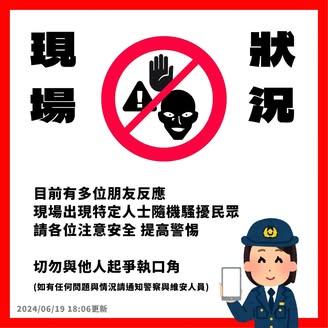 現場
狀況
目前有多位朋友反應
現場出現特定人士隨機騷擾民眾
請各位注意安全 提高警惕
切勿與他人起爭執口角
(如有任何問題與情況請通知警察與維安人員)
2024/06/19 18:06更新